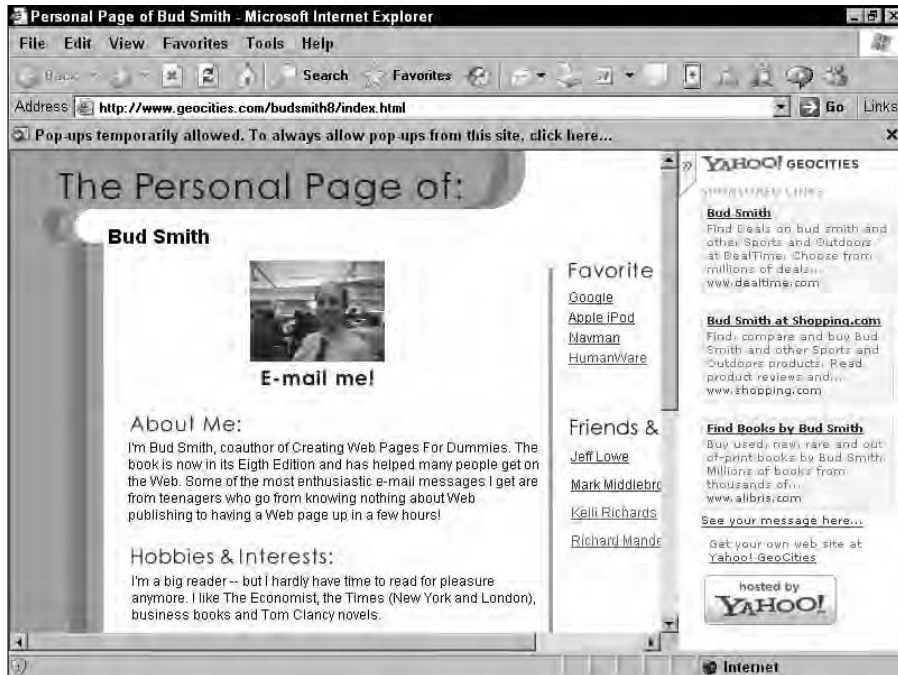 Personal Page of Bud Smith - Microsoft Internet Explorer
File Edit View Favorites Tools Help
Back Search Favorites
Address http://www.geocities.com/budsmith8/index.html Go Links
Pop-ups temporarily allowed. To always allow pop-ups from this site, click here...
The Personal Page of:
Bud Smith
E-mail me!
About Me:
I'm Bud Smith, coauthor of Creating Web Pages For Dummies. The
book is now in its Eigth Edition and has helped many people get on
the Web. Some of the most enthusiastic e-mail messages I get are
from teenagers who go from knowing nothing about Web
publishing to having a Web page up in a few hours!
Hobbies & Interests:
I'm a big reader -- but I hardly have time to read for pleasure
anymore. I like The Economist, the Times (New York and London),
business books and Tom Clancy novels.
Favorite
Google
Apple iPod
Navman
HumanWare
Friends &
Jeff Lowe
Mark Middlebro
Kelli Richards
Richard Mande
YAHOO! GEOCITIES
SPONSORED LINKS
Bud Smith
Find Deals on bud smith and
other Sports and Outdoors
at DealTime. Choose from
millions of deals...
www.dealtime.com
Bud Smith at Shopping.com
Find, compare and buy Bud
Smith and other Sports and
Outdoors products. Read
product reviews and...
www.shopping.com
Find Books by Bud Smith
Buy used, new, rare and out
of-print books by Bud Smith.
Millions of books from
thousands of...
www.alibris.com
See your message here...
Get your own web site at
Yahoo! GeoCities
hosted by
YAHOO!
Internet